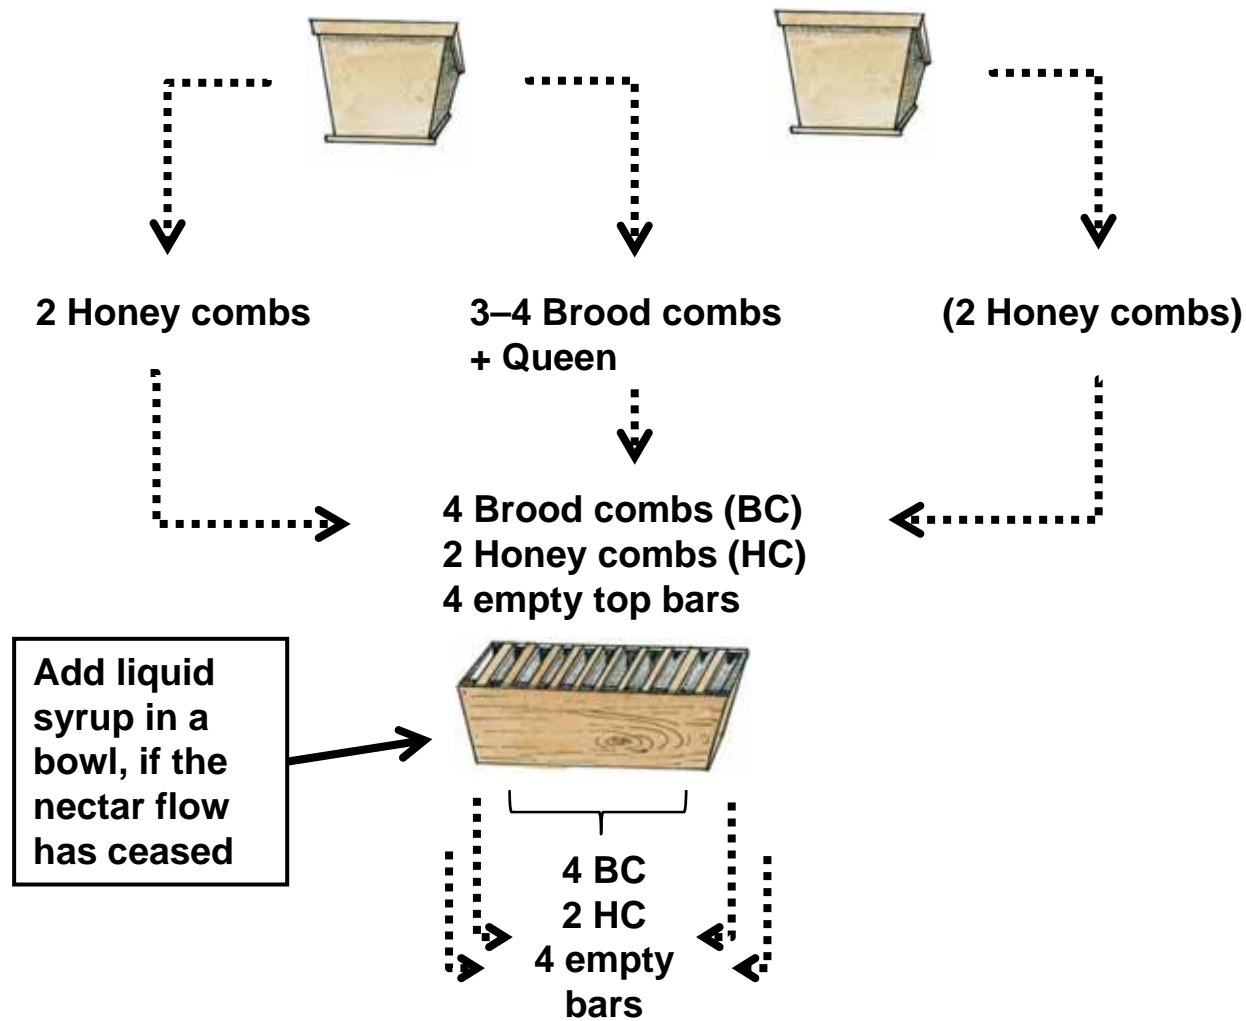 2 Honey combs
3–4 Brood combs
+ Queen
(2 Honey combs)
4 Brood combs (BC)
2 Honey combs (HC)
4 empty top bars
Add liquid
syrup in a
bowl, if the
nectar flow
has ceased
4 BC
2 HC
4 empty
bars